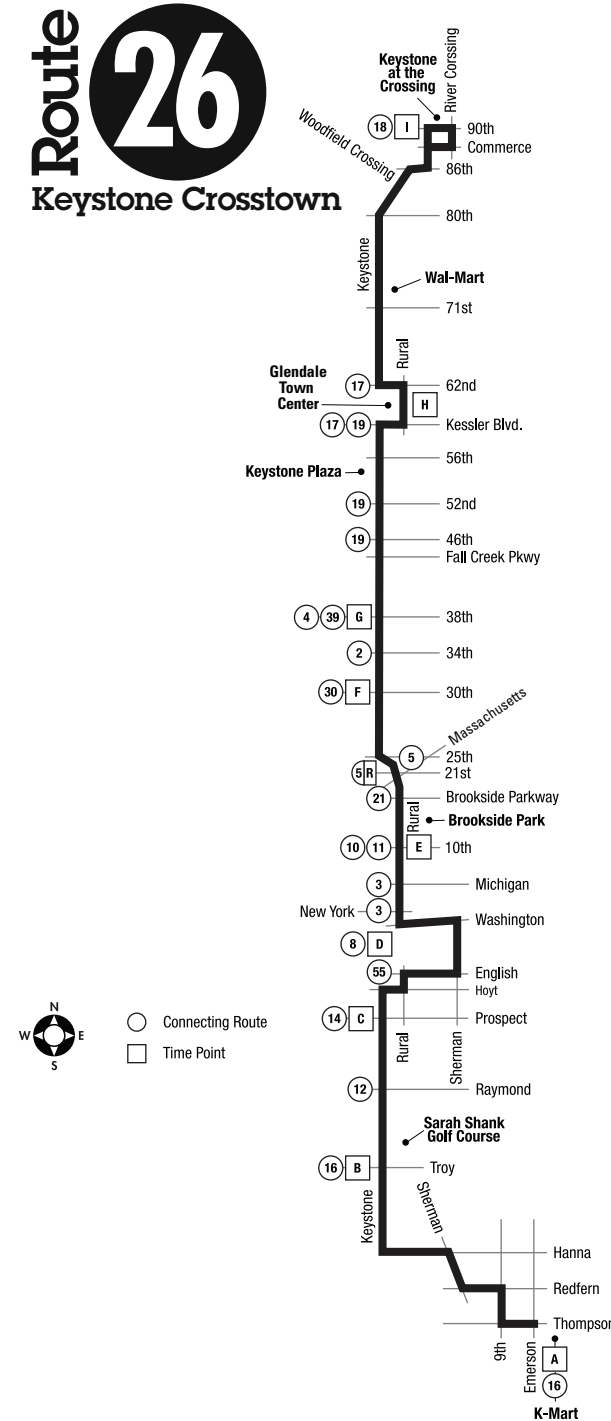 Route 26
Keystone Crosstown
Keystone
at the
Crossing
River Corssing
18 I
90th
Commerce
Woodfield Crossing
86th
80th
Keystone
Wal-Mart
71st
Rural
Glendale
Town
Center
17
62nd
H
17 19
Kessler Blvd.
56th
Keystone Plaza
19
52nd
19
46th
Fall Creek Pkwy
4 39 G
38th
2
34th
30 F
30th
Massachusetts
5
25th
5 R
21st
21
Brookside Parkway
Rural
Brookside Park
10 11 E
10th
3
Michigan
New York 3
Washington
8 D
55
English
Hoyt
14 C
Prospect
Rural
Sherman
N
W E
S
Connecting Route
Time Point
12
Raymond
Sarah Shank
Golf Course
16 B
Troy
Keystone
Sherman
Hanna
Redfern
Thompson
9th
Emerson
A
16
K-Mart